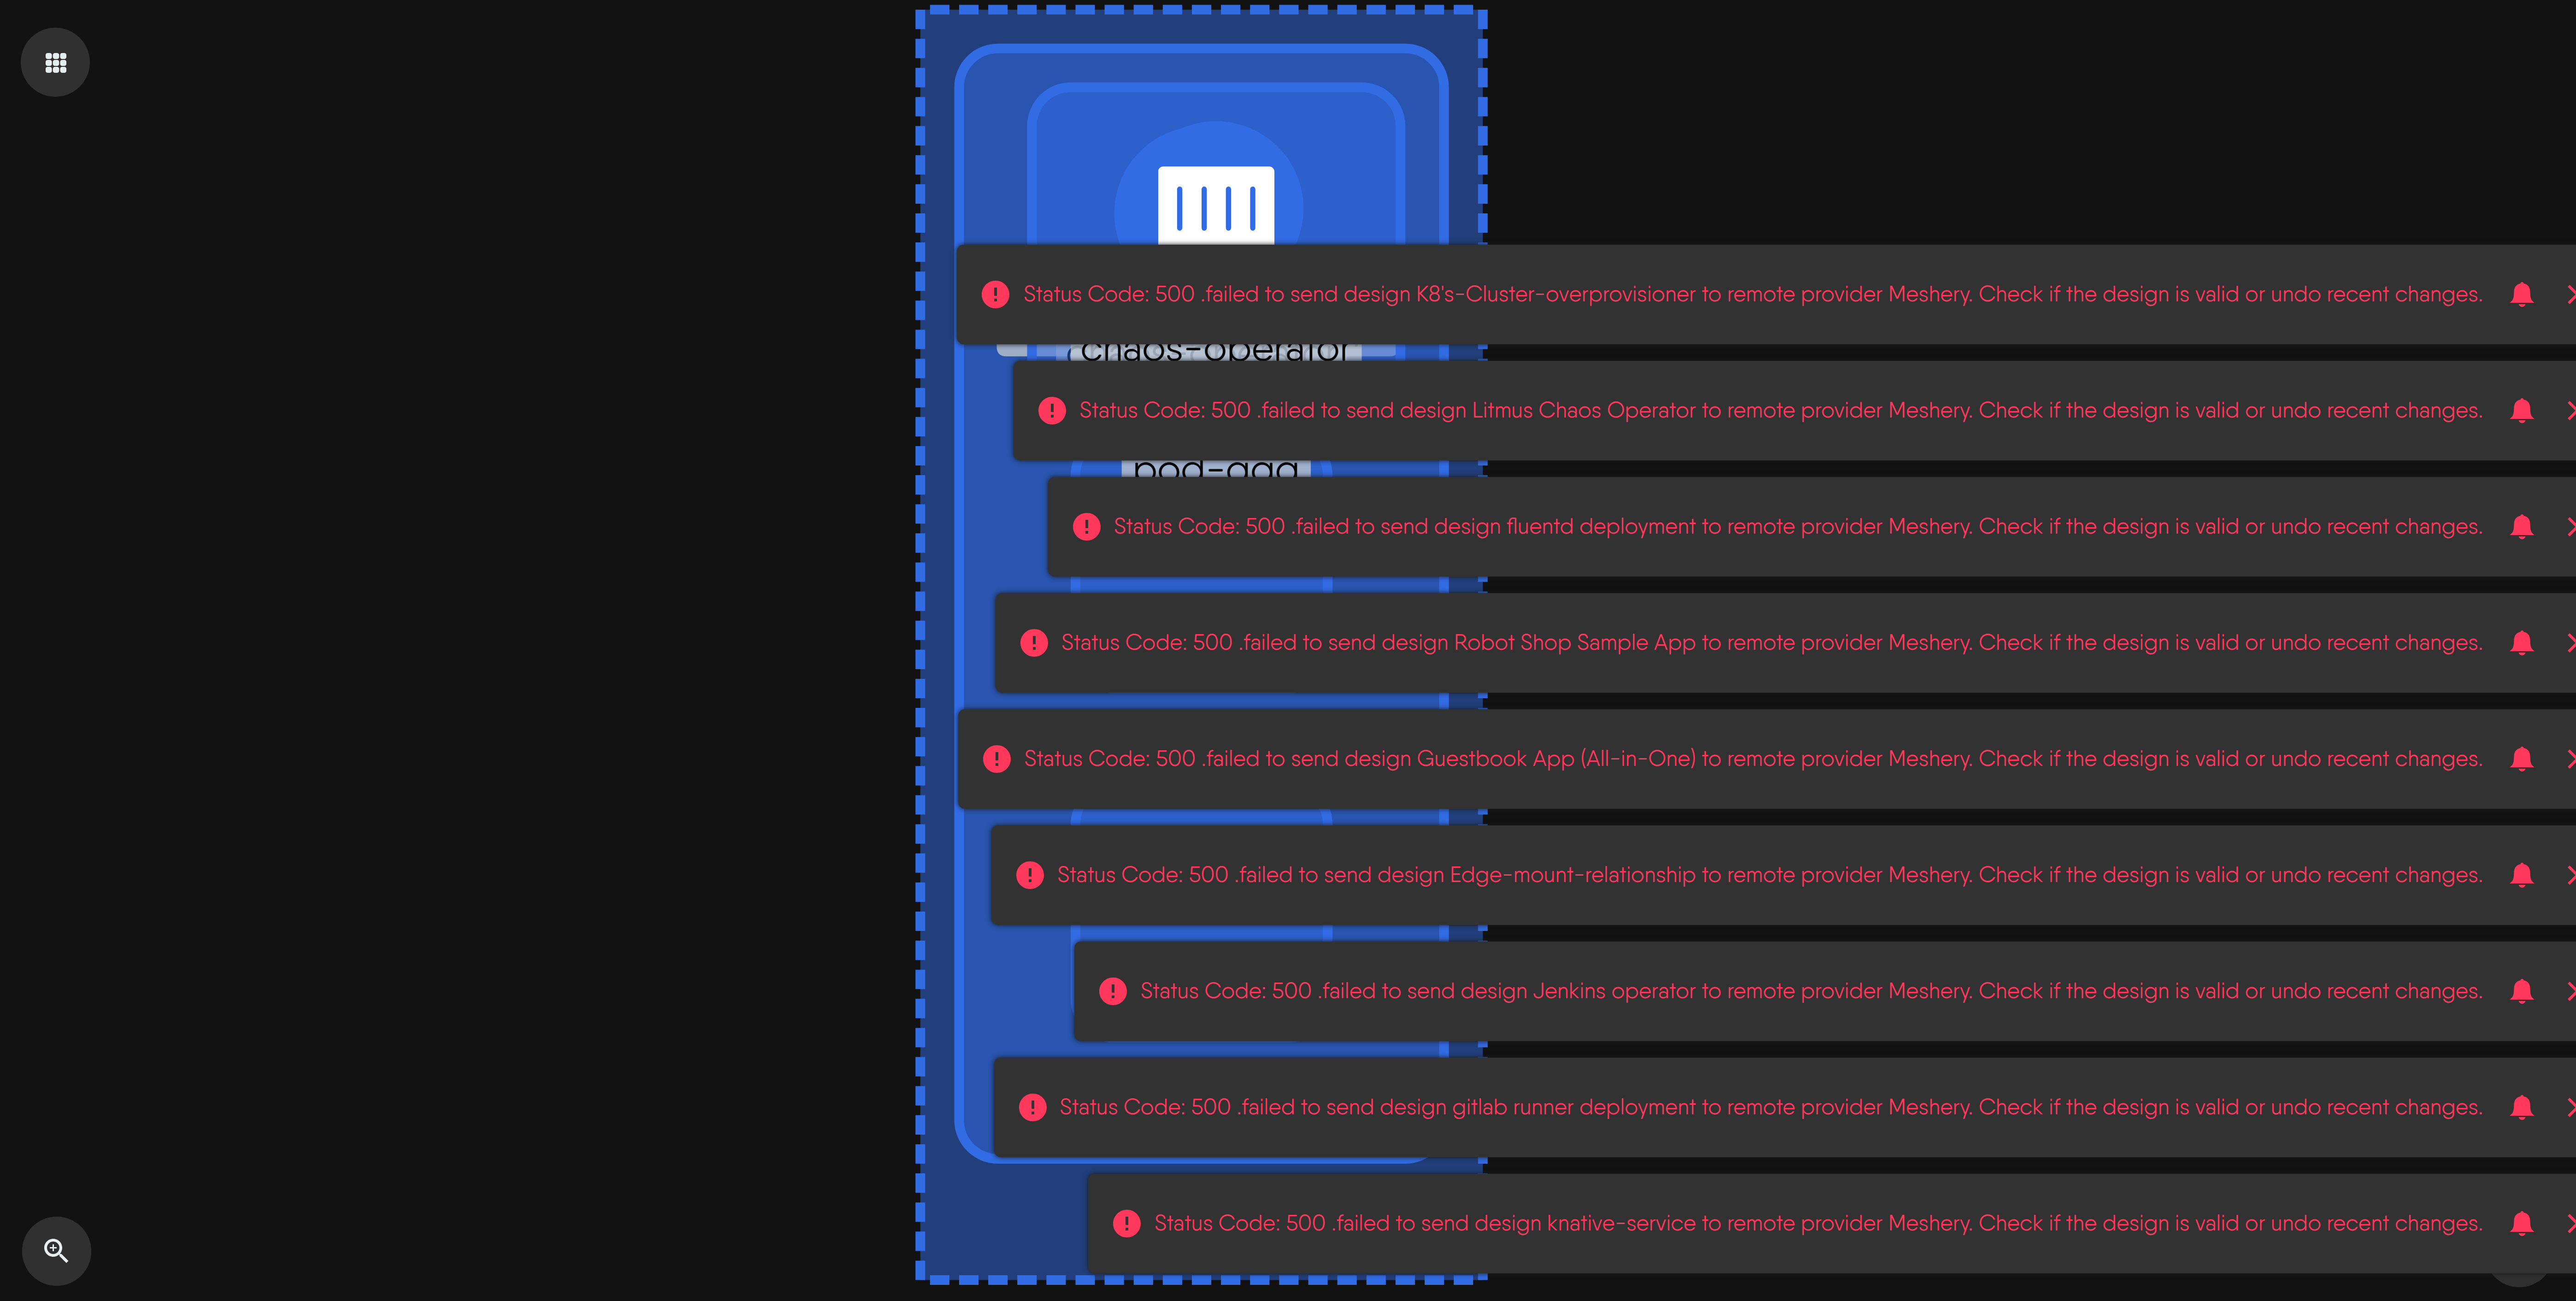 Status Code: 500 .failed to send design K8's-Cluster-overprovisioner to remote provider Meshery. Check if the design is valid or undo recent changes.
chaos-operator
Status Code: 500 .failed to send design Litmus Chaos Operator to remote provider Meshery. Check if the design is valid or undo recent changes.
Status Code: 500 .failed to send design fluentd deployment to remote provider Meshery. Check if the design is valid or undo recent changes.
Status Code: 500 .failed to send design Robot Shop Sample App to remote provider Meshery. Check if the design is valid or undo recent changes.
Status Code: 500 .failed to send design Guestbook App (All-in-One) to remote provider Meshery. Check if the design is valid or undo recent changes.
Status Code: 500 .failed to send design Edge-mount-relationship to remote provider Meshery. Check if the design is valid or undo recent changes.
Status Code: 500 .failed to send design Jenkins operator to remote provider Meshery. Check if the design is valid or undo recent changes.
Status Code: 500 .failed to send design gitlab runner deployment to remote provider Meshery. Check if the design is valid or undo recent changes.
Status Code: 500 .failed to send design knative-service to remote provider Meshery. Check if the design is valid or undo recent changes.